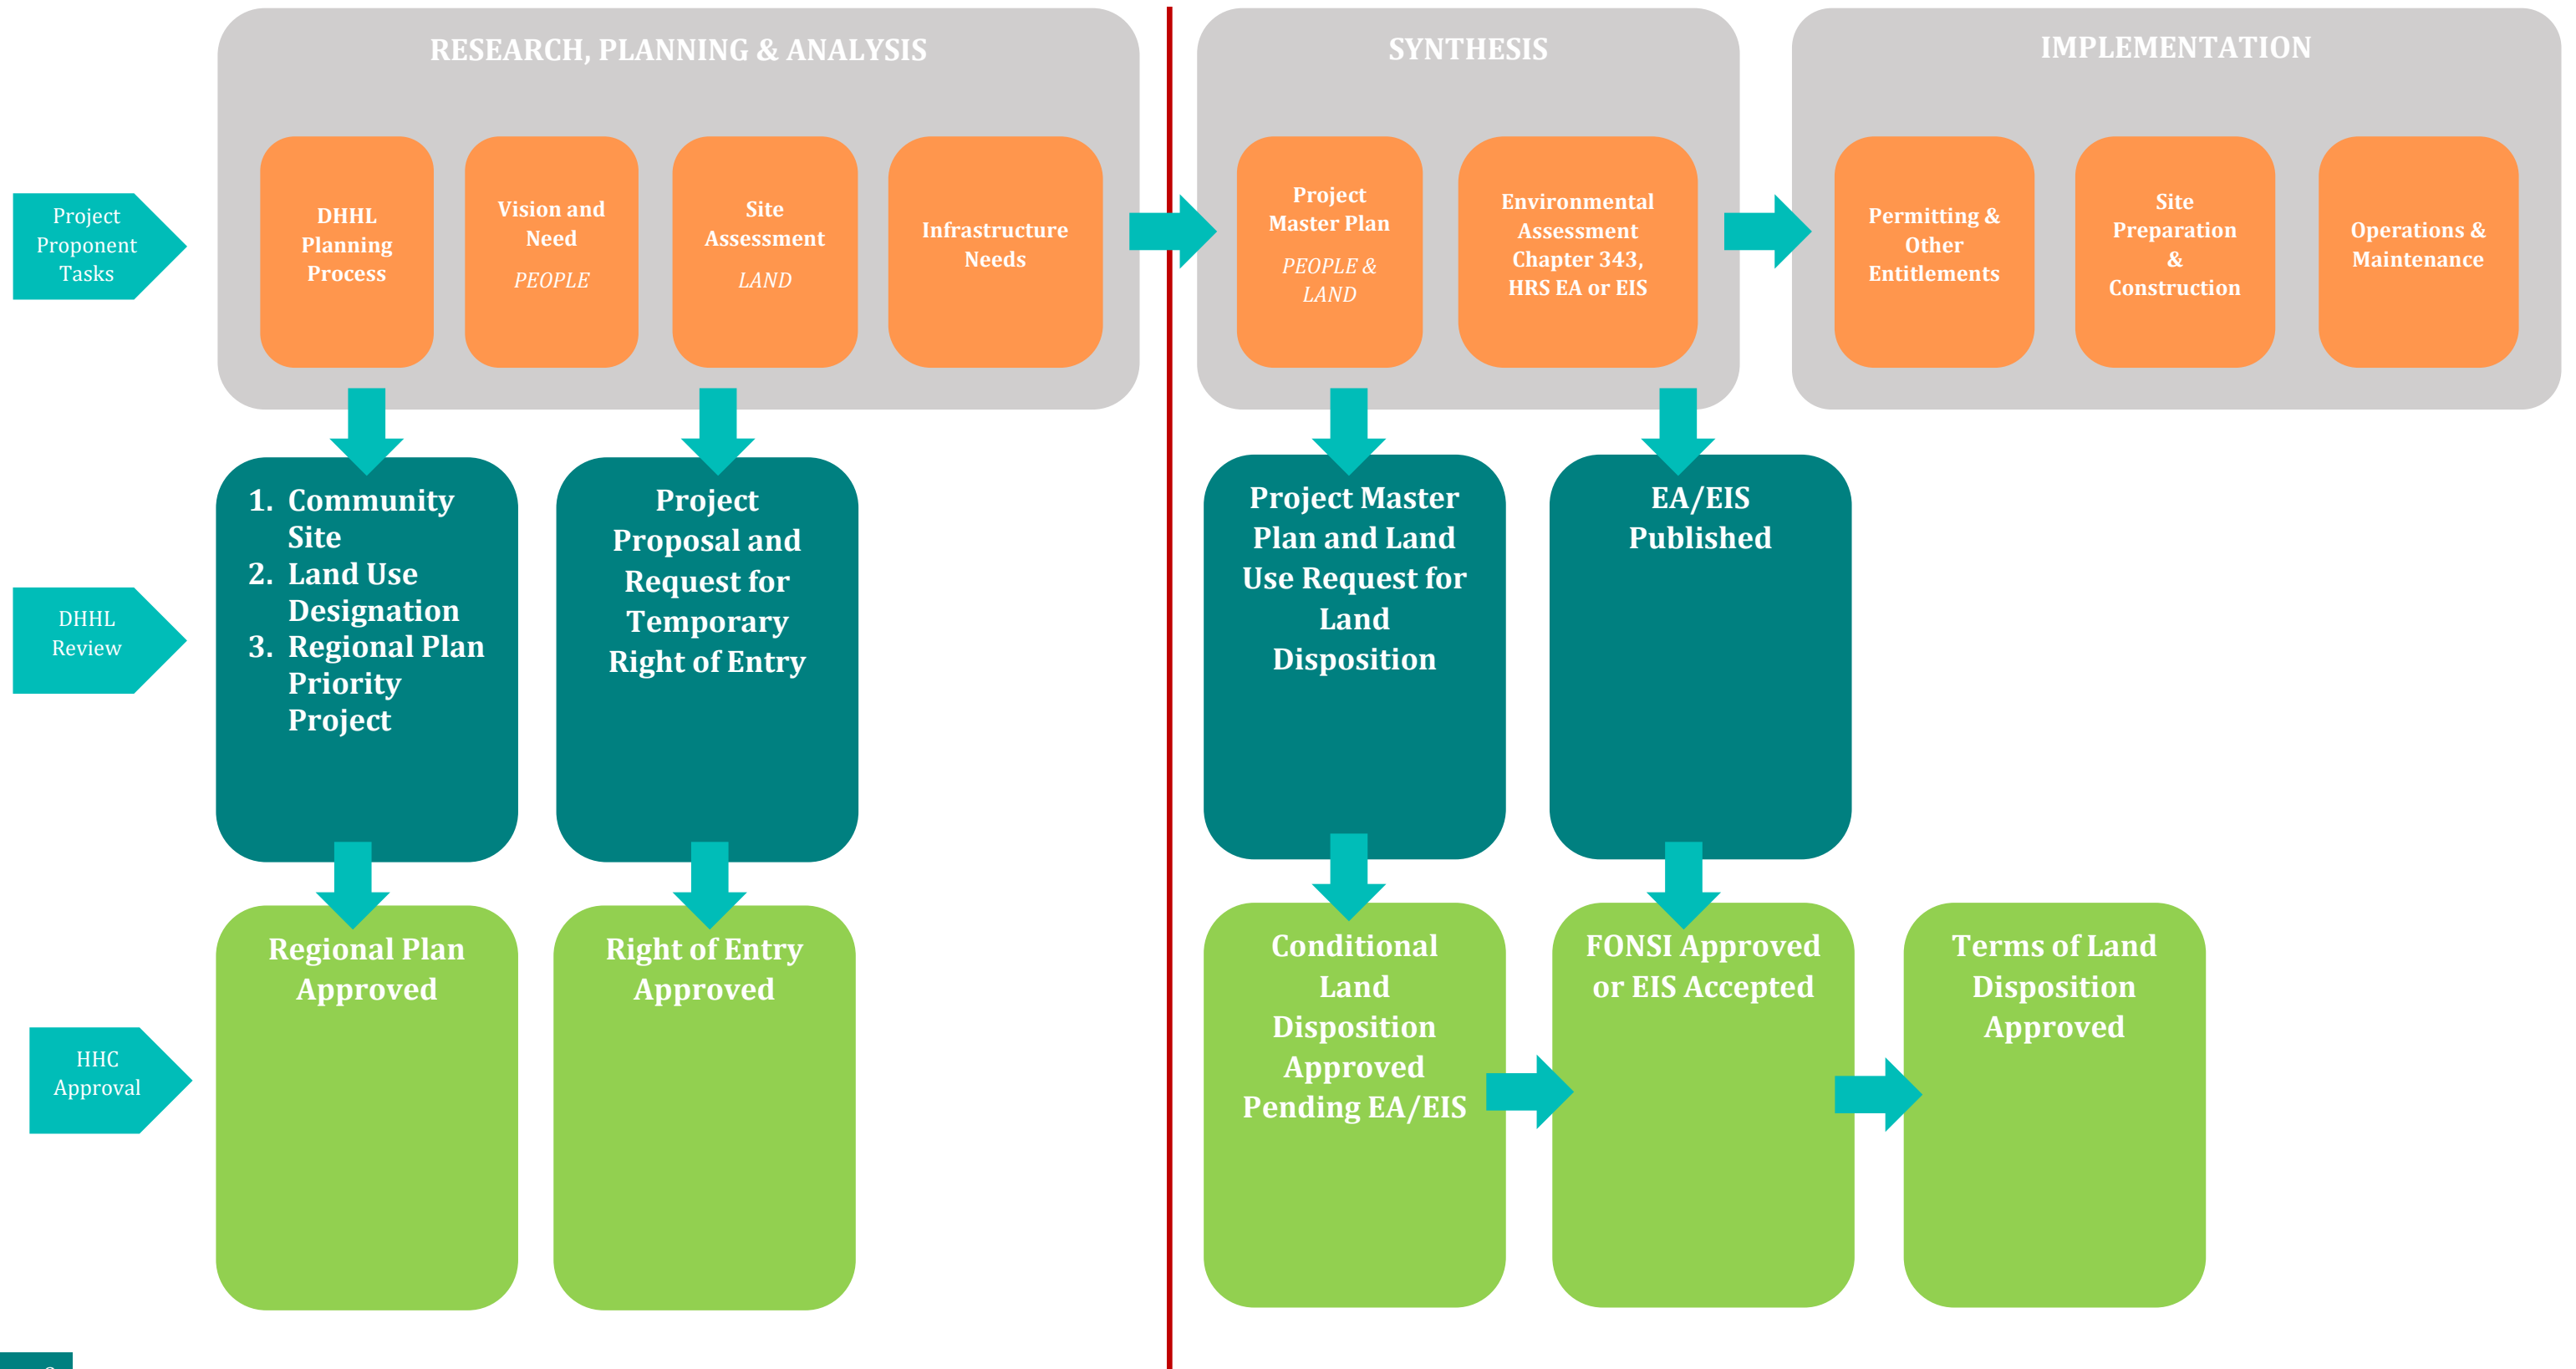 RESEARCH, PLANNING & ANALYSIS
SYNTHESIS
IMPLEMENTATION
Project
Proponent
Tasks
DHHL
Planning
Process
Vision and
Need
PEOPLE
Site
Assessment
LAND
Infrastructure
Needs
Project
Master Plan
PEOPLE &
LAND
Environmental
Assessment
Chapter 343,
HRS EA or EIS
Permitting &
Other
Entitlements
Site
Preparation
&
Construction
Operations &
Maintenance
DHHL
Review
1. Community
Site
2. Land Use
Designation
3. Regional Plan
Priority
Project
Project
Proposal and
Request for
Temporary
Right of Entry
Project Master
Plan and Land
Use Request for
Land
Disposition
EA/EIS
Published
HHC
Approval
Regional Plan
Approved
Right of Entry
Approved
Conditional
Land
Disposition
Approved
Pending EA/EIS
FONSI Approved
or EIS Accepted
Terms of Land
Disposition
Approved